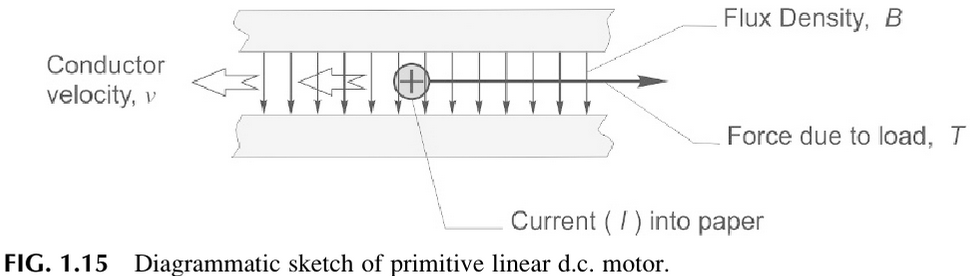 Flux Density, B
Conductor
velocity, v
Force due to load, T
Current ( I ) into paper
FIG. 1.15 Diagrammatic sketch of primitive linear d.c. motor.